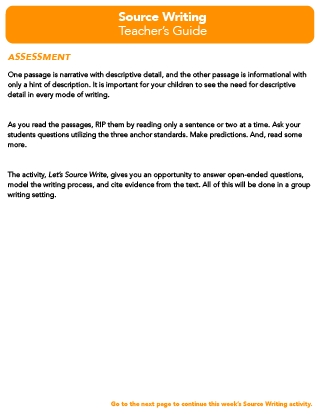 Source Writing
Teacher's Guide
ASSESSMENT
One passage is narrative with descriptive detail, and the other passage is informational with
only a hint of description. It is important for your children to see the need for descriptive
detail in every mode of writing.
As you read the passages, RIP them by reading only a sentence or two at a time. Ask your
students questions utilizing the three anchor standards. Make predictions. And, read some
more.
The activity, Let's Source Write, gives you an opportunity to answer open-ended questions,
model the writing process, and cite evidence from the text. All of this will be done in a group
writing setting.
Go to the next page to continue this week's Source Writing activity.